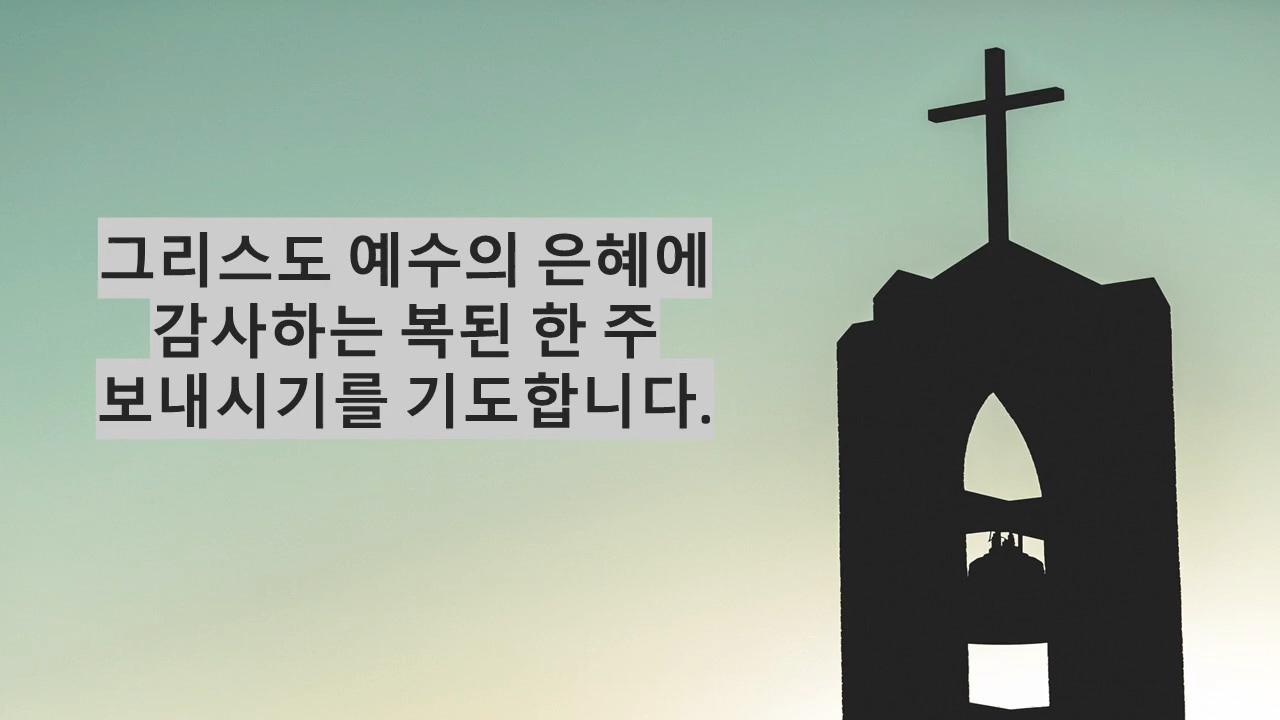 그리스도 예수의 은혜에
감사하는 복된 한 주
보내시기를 기도합니다.